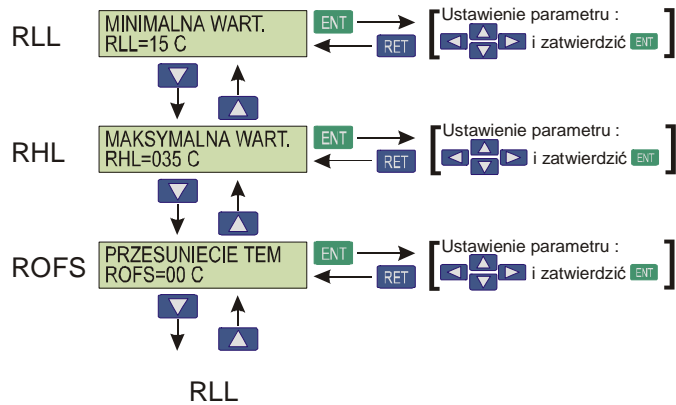 RLL
MINIMALNA WART.
RLL=15 C
ENT
RET
Ustawienie parametru :
i zatwierdzić ENT
RHL
MAKSYMALNA WART.
RHL=035 C
ENT
RET
Ustawienie parametru :
i zatwierdzić ENT
ROFS
PRZESUNIECIE TEM
ROFS=00 C
ENT
RET
Ustawienie parametru :
i zatwierdzić ENT
RLL